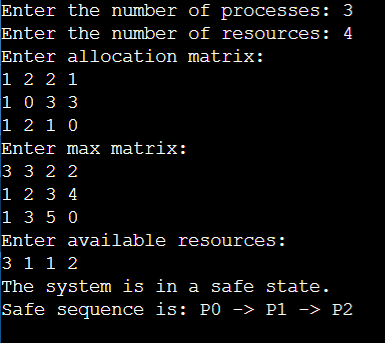 Enter the number of processes: 3
Enter the number of resources: 4
Enter allocation matrix:
1 2 2 1
1 0 3 3
1 2 1 0
Enter max matrix:
3 3 2 2
1 2 3 4
1 3 5 0
Enter available resources:
3 1 1 2
The system is in a safe state.
Safe sequence is: P0 -> P1 -> P2